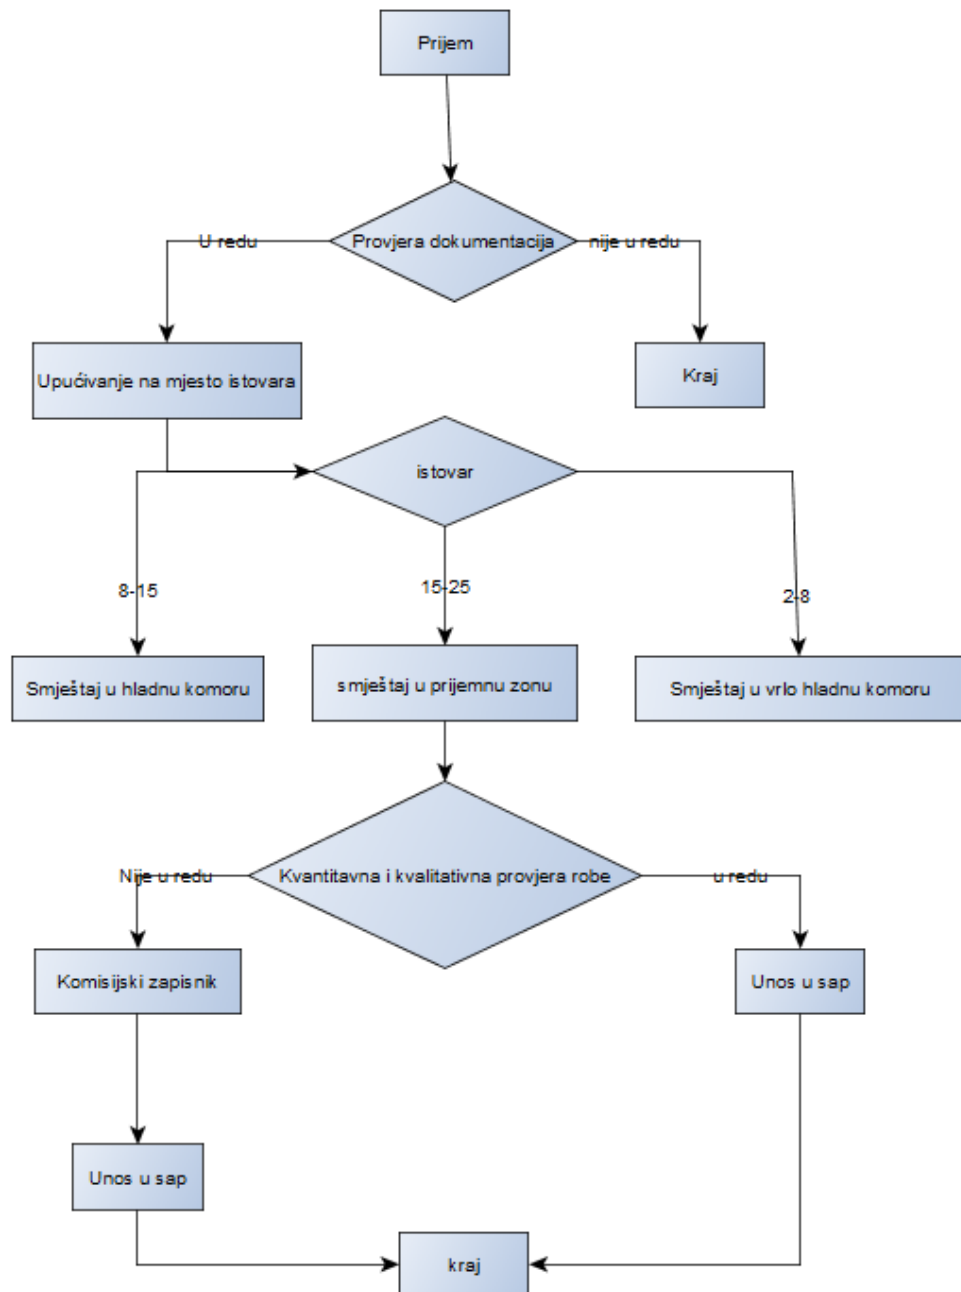 Prijem
Provjera dokumentacija
U redu
nije u redu
Upućivanje na mjesto istovara
Kraj
istovar
8-15
15-25
2-8
Smještaj u hladnu komoru
smještaj u prijemnu zonu
Smještaj u vrlo hladnu komoru
Nije u redu
Kvantitavna i kvalitativna provjera robe
u redu
Komisijski zapisnik
Unos u sap
Unos u sap
kraj